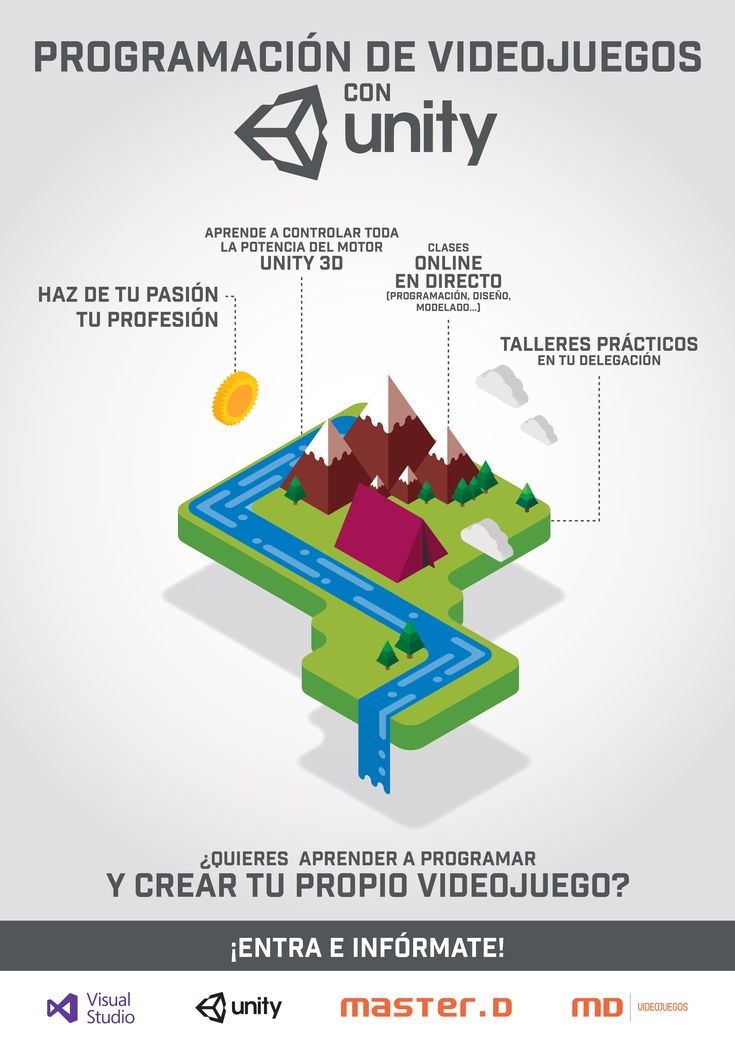 PROGRAMACIÓN DE VIDEOJUEGOS
CON
unity
APRENDE A CONTROLAR TODA
LA POTENCIA DEL MOTOR
UNITY 3D
CLASES
ONLINE
EN DIRECTO
(PROGRAMACIÓN, DISEÑO,
MODELADO...)
HAZ DE TU PASIÓN
TU PROFESIÓN
TALLERES PRÁCTICOS
EN TU DELEGACIÓN
¿QUIERES APRENDER A PROGRAMAR
Y CREAR TU PROPIO VIDEOJUEGO?
¡ENTRA E INFÓRMATE!
Visual
Studio
unity
master.D
MD VIDEOJUEGOS